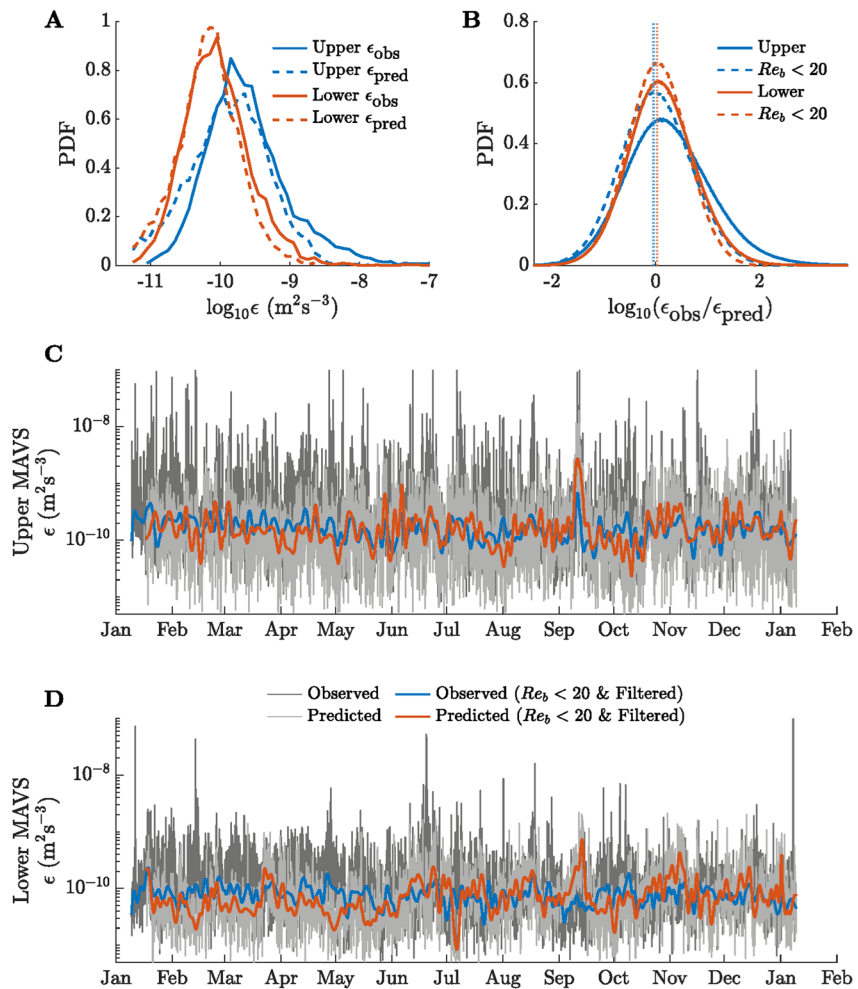 A
PDF
1
0.8
0.6
0.4
0.2
0
-11 -10 -9 -8 -7
log₁₀ϵ (m²s⁻³)
Upper ϵobs
Upper ϵpred
Lower ϵobs
Lower ϵpred
B
PDF
0.8
0.6
0.4
0.2
0
-2 0 2
log₁₀(ϵobs/ϵpred)
Upper
Reb < 20
Lower
Reb < 20
C
Upper MAVS
ϵ (m²s⁻³)
10⁻⁸
10⁻¹⁰
Jan Feb Mar Apr May Jun Jul Aug Sep Oct Nov Dec Jan Feb
D
Observed Observed (Reb < 20 & Filtered)
Predicted Predicted (Reb < 20 & Filtered)
Lower MAVS
ϵ (m²s⁻³)
10⁻⁸
10⁻¹⁰
Jan Feb Mar Apr May Jun Jul Aug Sep Oct Nov Dec Jan Feb